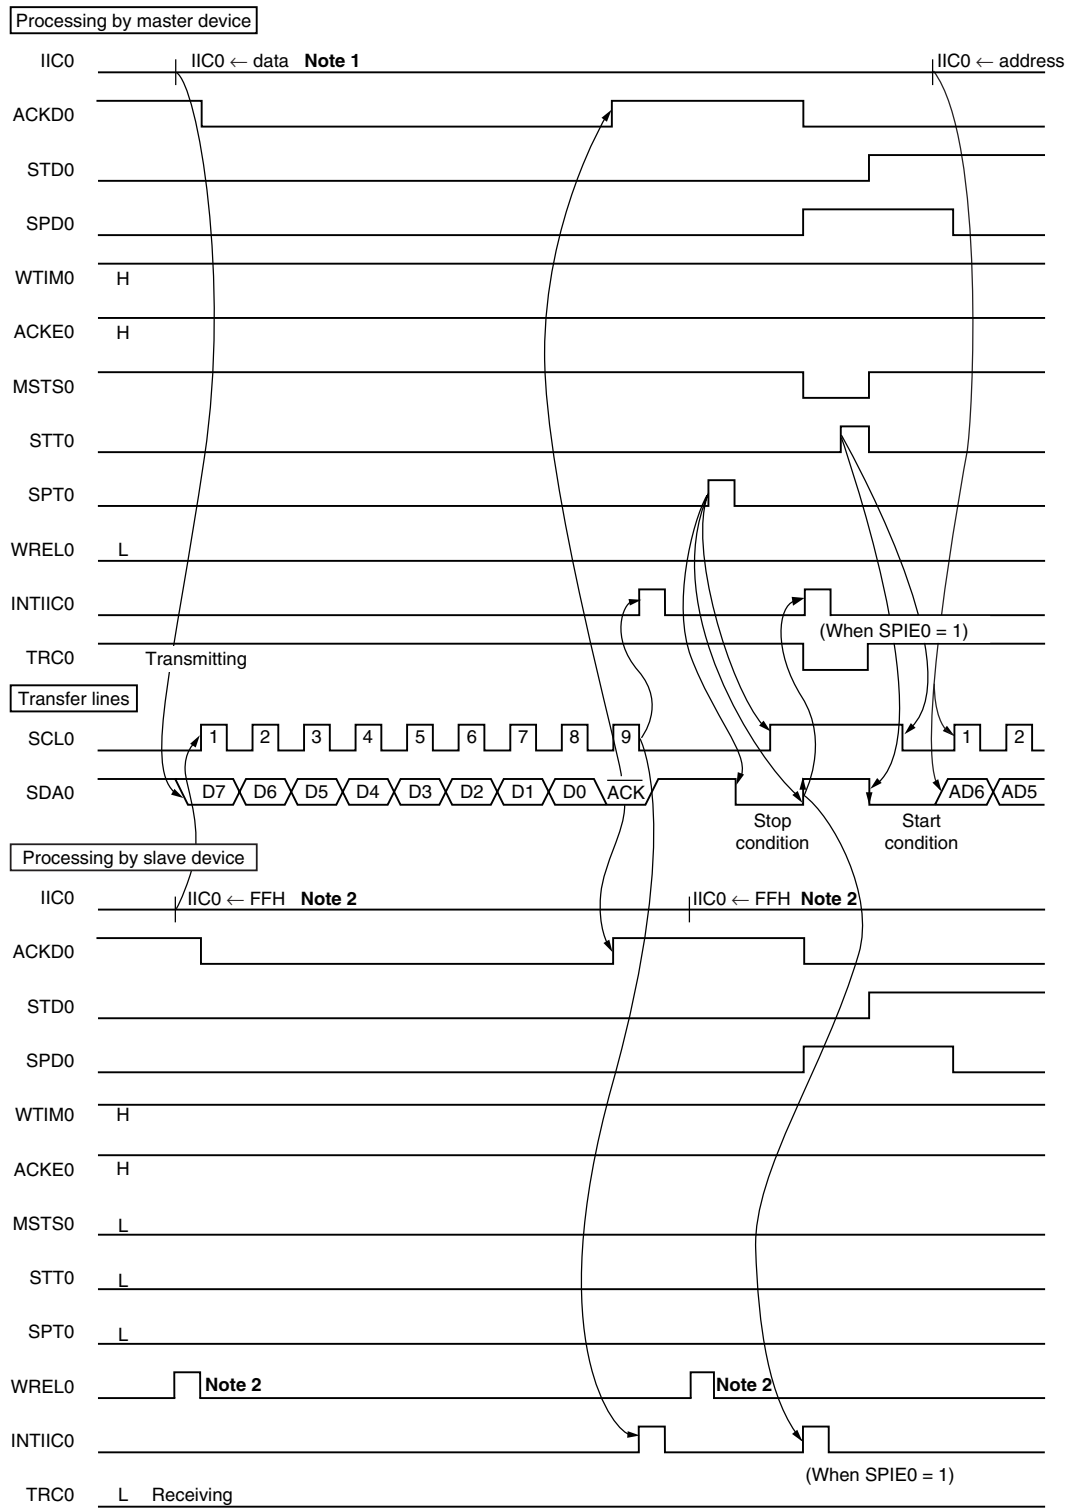 Processing by master device
IIC0 IIC0 ← data Note 1 IIC0 ← address
ACKD0
STD0
SPD0
WTIM0 H
ACKE0 H
MSTS0
STT0
SPT0
WREL0 L
INTIIC0
(When SPIE0 = 1)
TRC0 Transmitting
Transfer lines
SCL0 1 2 3 4 5 6 7 8 9 1 2
SDA0 D7 D6 D5 D4 D3 D2 D1 D0 ACK AD6 AD5
Stop condition Start condition
Processing by slave device
IIC0 IIC0 ← FFH Note 2 IIC0 ← FFH Note 2
ACKD0
STD0
SPD0
WTIM0 H
ACKE0 H
MSTS0 L
STT0 L
SPT0 L
WREL0 Note 2 Note 2
INTIIC0
(When SPIE0 = 1)
TRC0 L Receiving